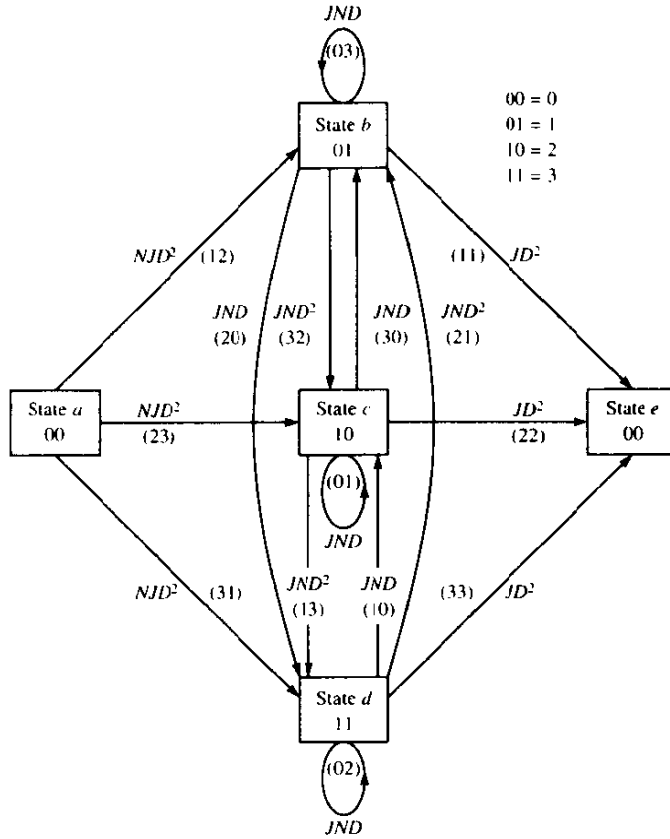 JND
(03)
State b
01
00 = 0
01 = 1
10 = 2
11 = 3
NJD²
(12)
(11)
JD²
JND
(20)
JND²
(32)
JND
(30)
JND²
(21)
State a
00
NJD²
(23)
State c
10
JD²
(22)
State e
00
(01)
JND
NJD²
(31)
JND²
(13)
JND
(10)
(33)
JD²
State d
11
(02)
JND